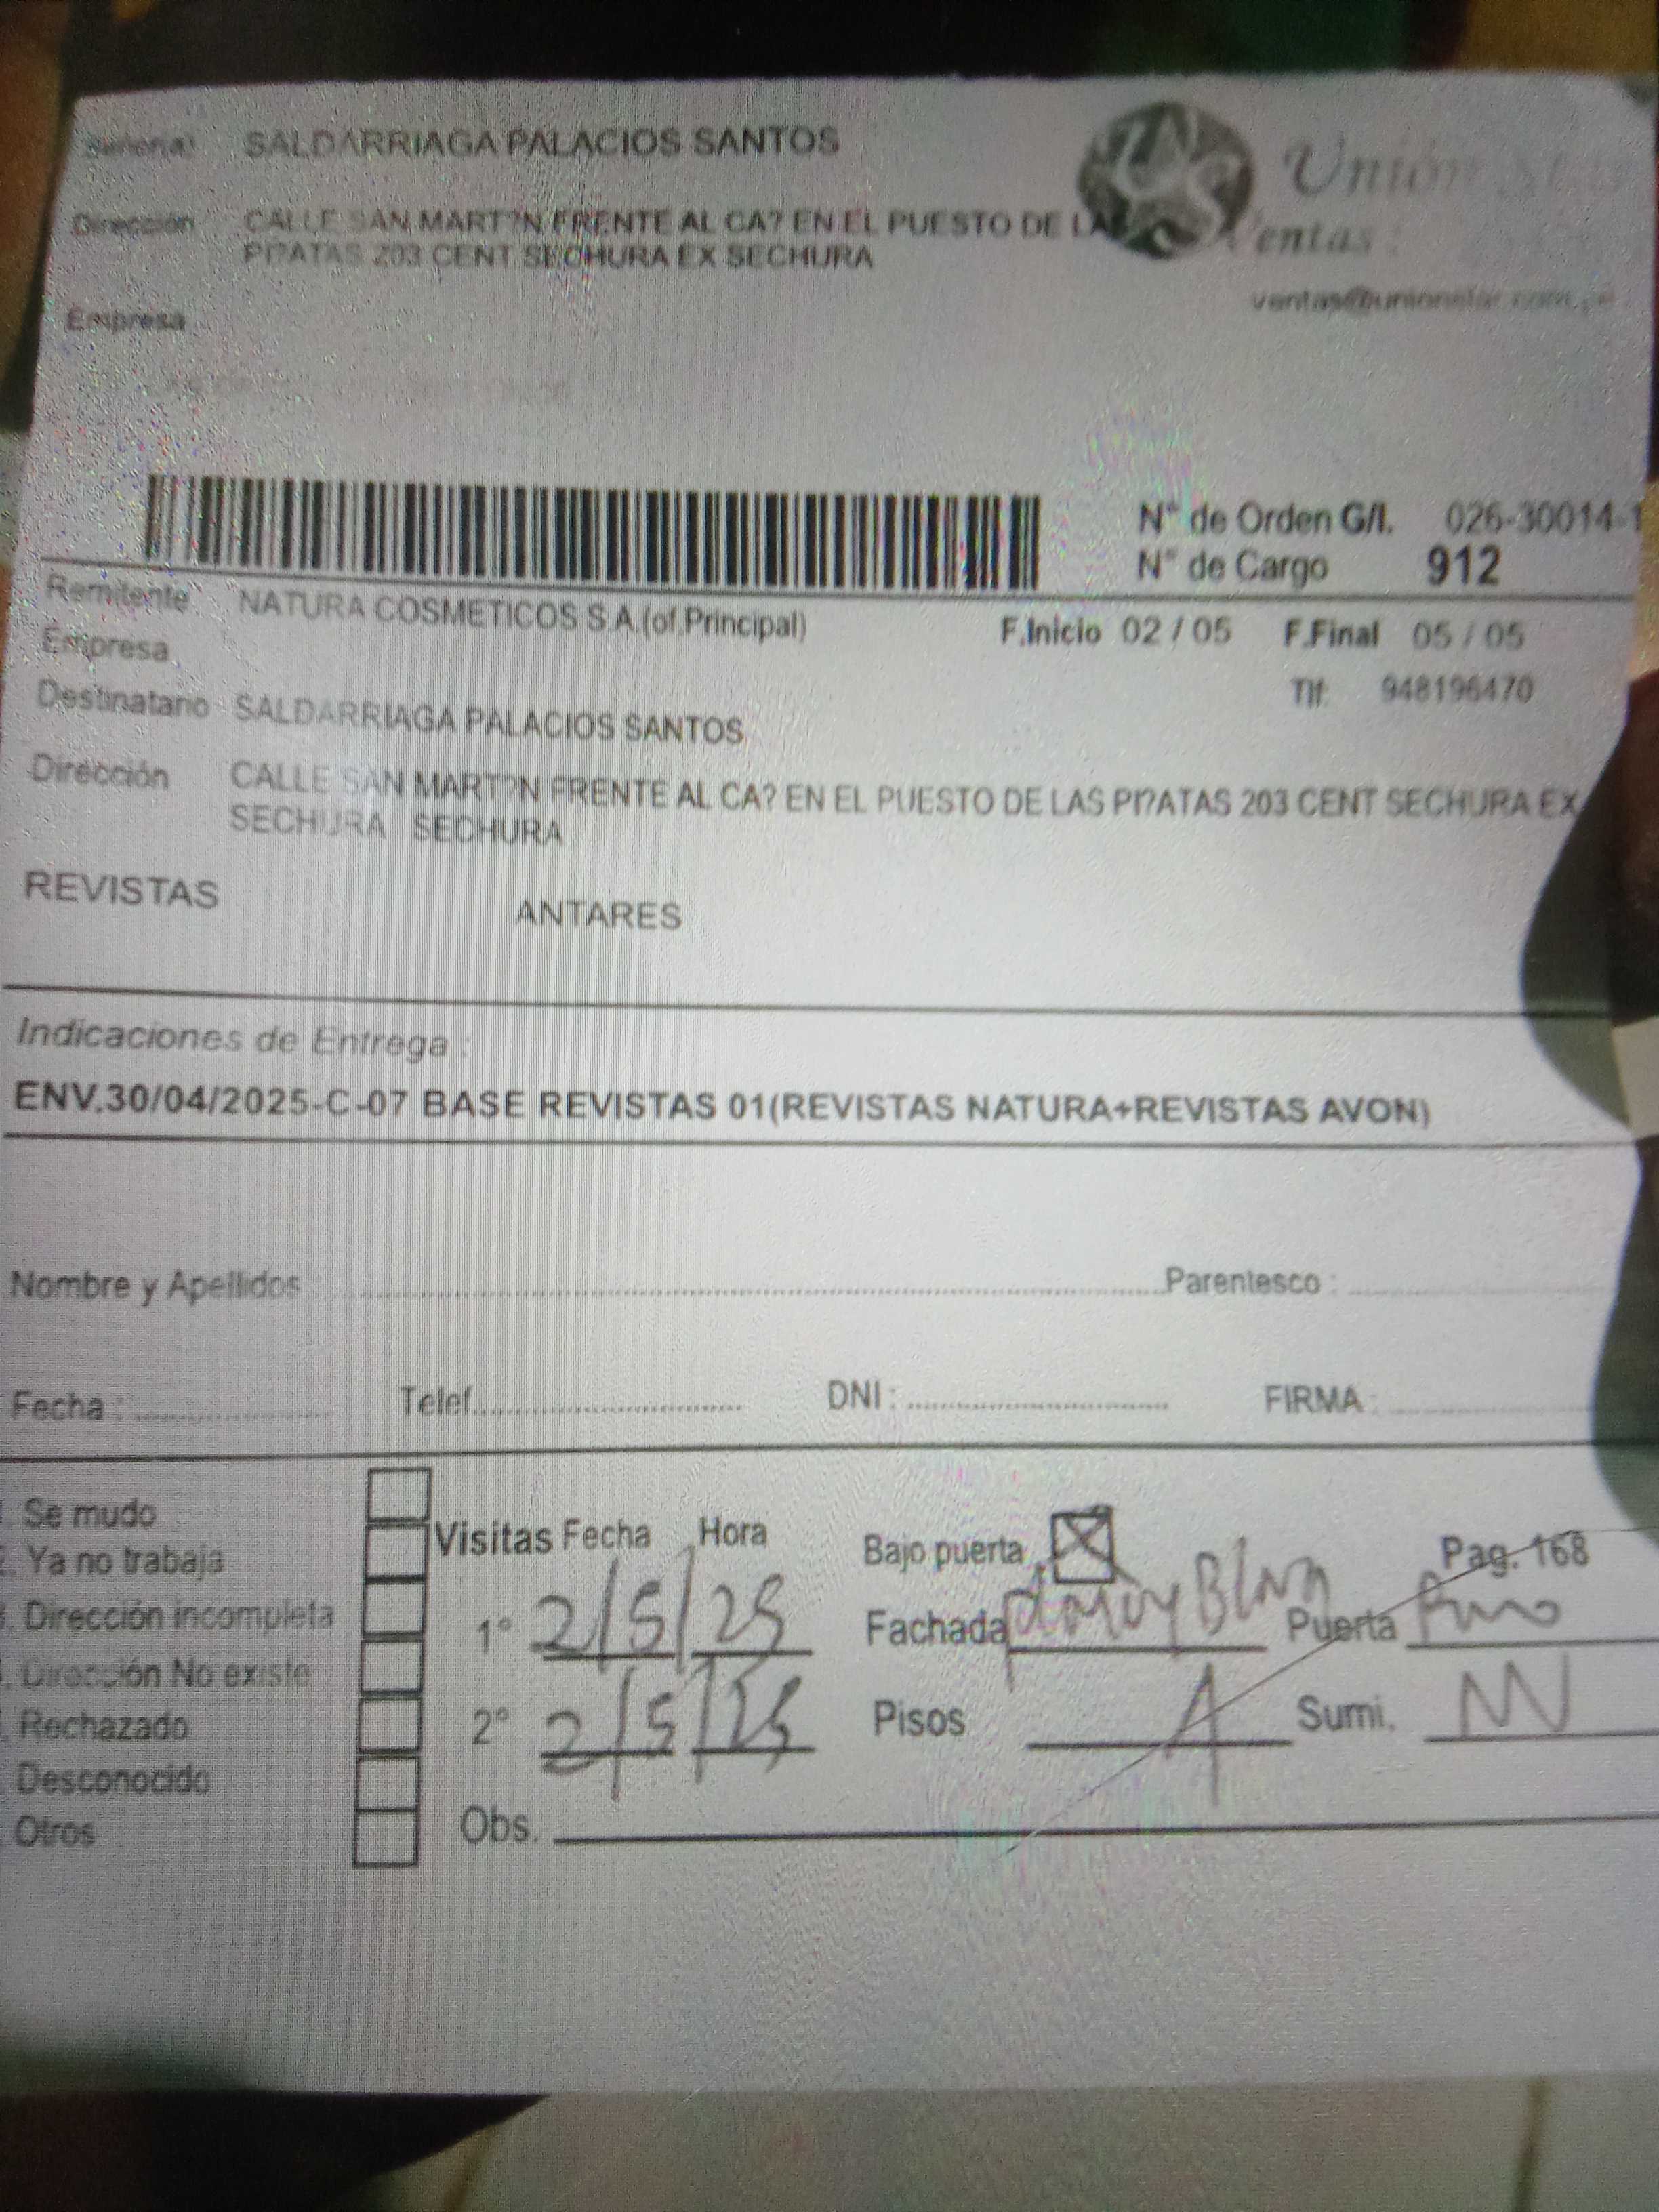 Señor(a) SALDARRIAGA PALACIOS SANTOS
Unión
Dirección CALLE SAN MART?N FRENTE AL CA? EN EL PUESTO DE LAS
PI?ATAS 203 CENT SECHURA EX SECHURA
Ventas :
ventas@unionstar.com.pe
Empresa
N° de Orden G/I. 026-30014-1
N° de Cargo 912
Remitente NATURA COSMETICOS S.A.(of.Principal)
F.Inicio 02 / 05 F.Final 05 / 05
Empresa
Tlf: 948196470
Destinatario SALDARRIAGA PALACIOS SANTOS
Dirección CALLE SAN MART?N FRENTE AL CA? EN EL PUESTO DE LAS PI?ATAS 203 CENT SECHURA EX
SECHURA SECHURA
REVISTAS
ANTARES
Indicaciones de Entrega :
ENV.30/04/2025-C-07 BASE REVISTAS 01(REVISTAS NATURA+REVISTAS AVON)
Nombre y Apellidos : Parentesco :
Fecha : Telef. DNI : FIRMA :
Se mudo
Ya no trabaja
Dirección incompleta
Dirección No existe
Rechazado
Desconocido
Otros
Visitas Fecha Hora
1° 2/5/25
2° 2/5/25
Obs.
Bajo puerta Pag. 168
Fachada Puerta
Pisos Sumi.